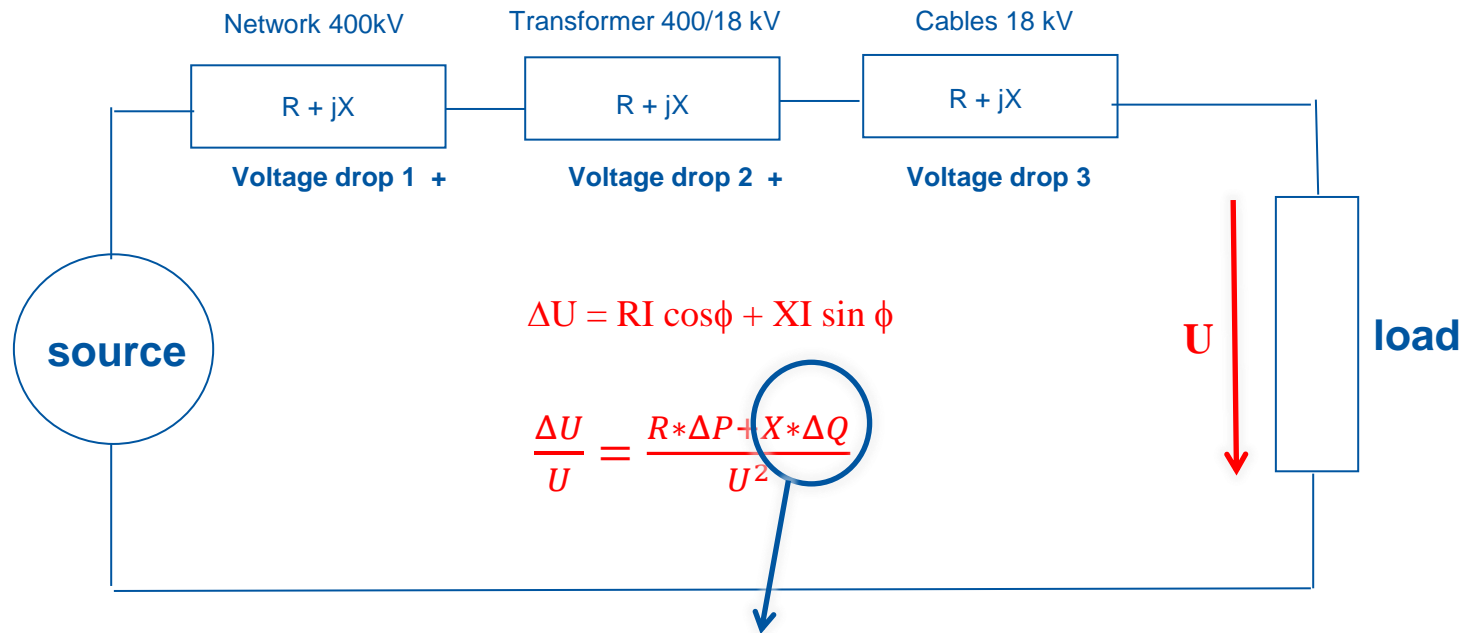 Network 400kV
Transformer 400/18 kV
Cables 18 kV
R + jX
R + jX
R + jX
Voltage drop 1 +
Voltage drop 2 +
Voltage drop 3
source
ΔU = RI cosϕ + XI sin ϕ
U
load
ΔU/U = R∗ΔP+X∗ΔQ/U²